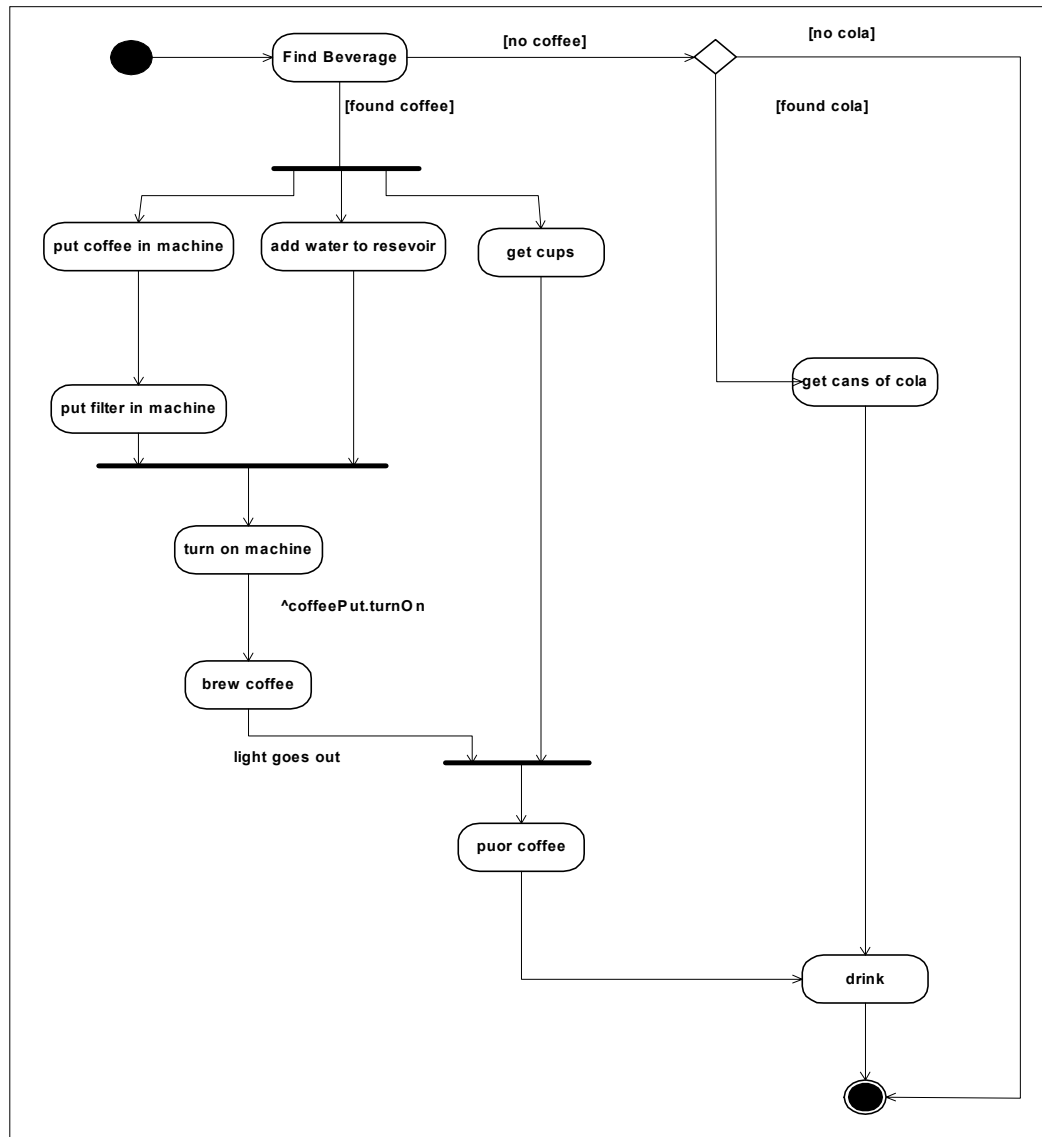 [no coffee]
[no cola]
Find Beverage
[found coffee]
[found cola]
put coffee in machine
add water to resevoir
get cups
get cans of cola
put filter in machine
turn on machine
^coffeePut.turnOn
brew coffee
light goes out
puor coffee
drink